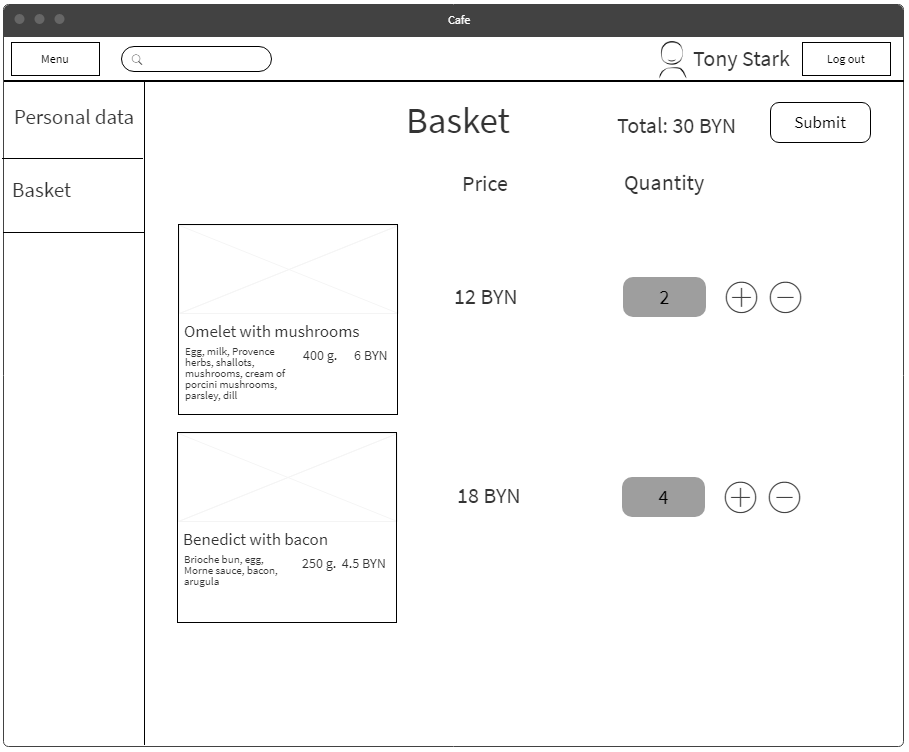 Cafe
Menu
Tony Stark
Log out
Personal data
Basket
Basket
Total: 30 BYN
Submit
Price
Quantity
Omelet with mushrooms
Egg, milk, Provence
herbs, shallots,
mushrooms, cream of
porcini mushrooms,
parsley, dill
400 g.
6 BYN
12 BYN
2
Benedict with bacon
Brioche bun, egg,
Morne sauce, bacon,
arugula
250 g.
4.5 BYN
18 BYN
4